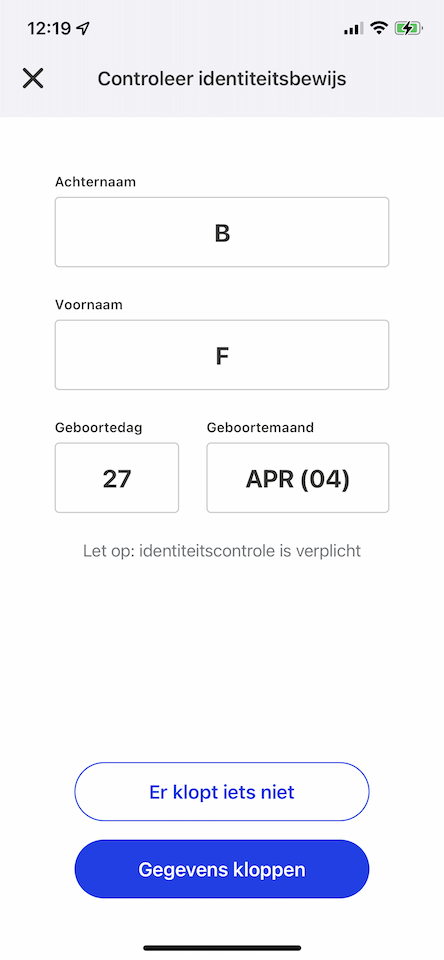 12:19
Controleer identiteitsbewijs
Achternaam
B
Voornaam
F
Geboortedag
Geboortemaand
27
APR (04)
Let op: identiteitscontrole is verplicht
Er klopt iets niet
Gegevens kloppen